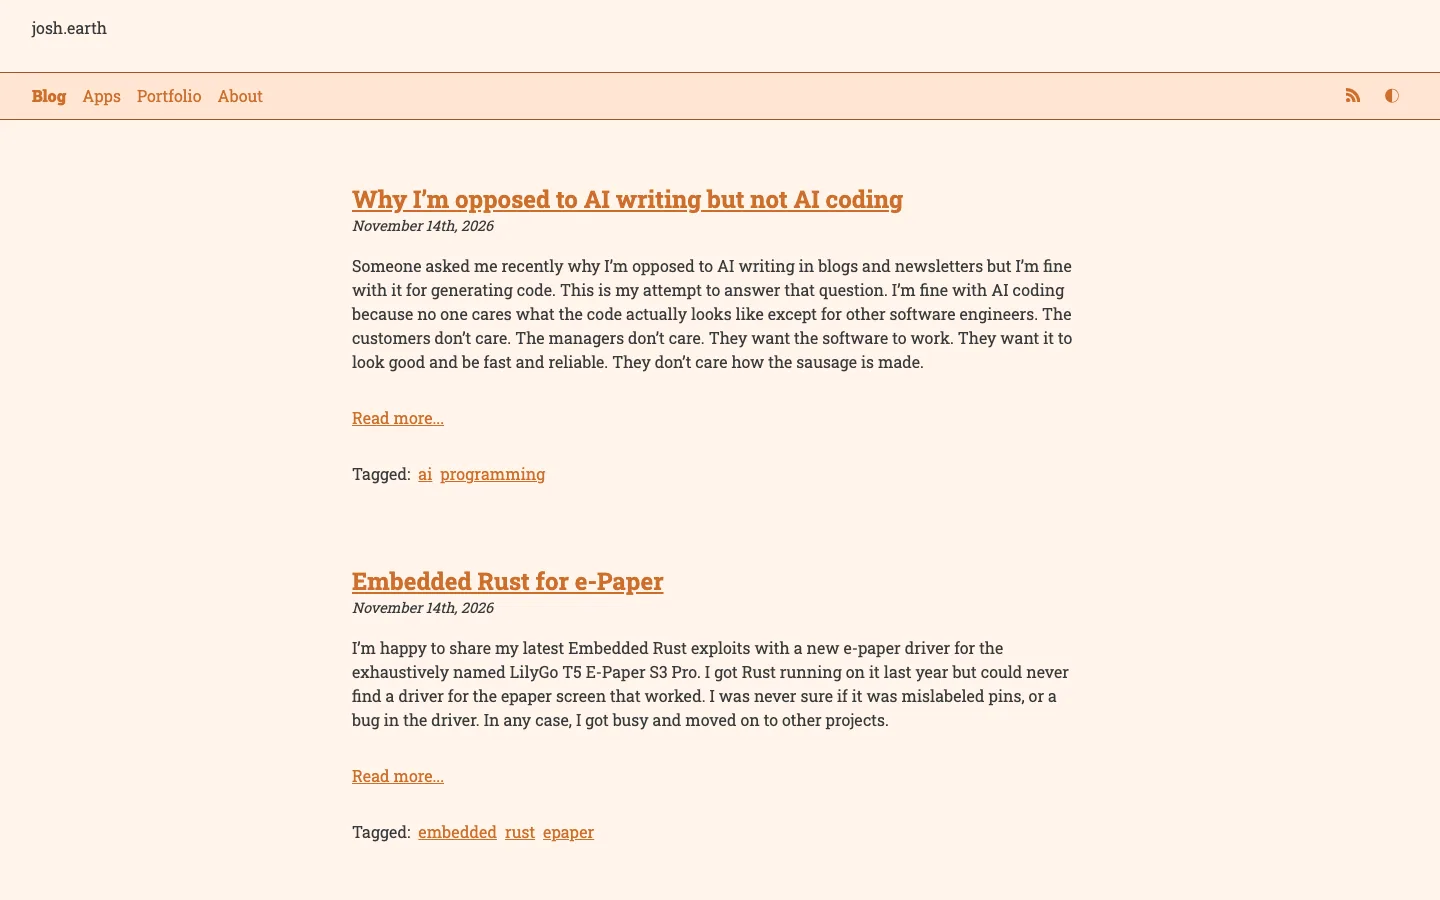 josh.earth
Blog Apps Portfolio About
Why I’m opposed to AI writing but not AI coding
November 14th, 2026
Someone asked me recently why I’m opposed to AI writing in blogs and newsletters but I’m fine
with it for generating code. This is my attempt to answer that question. I’m fine with AI coding
because no one cares what the code actually looks like except for other software engineers. The
customers don’t care. The managers don’t care. They want the software to work. They want it to
look good and be fast and reliable. They don’t care how the sausage is made.
Read more...
Tagged: ai programming
Embedded Rust for e-Paper
November 14th, 2026
I’m happy to share my latest Embedded Rust exploits with a new e-paper driver for the
exhaustively named LilyGo T5 E-Paper S3 Pro. I got Rust running on it last year but could never
find a driver for the epaper screen that worked. I was never sure if it was mislabeled pins, or a
bug in the driver. In any case, I got busy and moved on to other projects.
Read more...
Tagged: embedded rust epaper